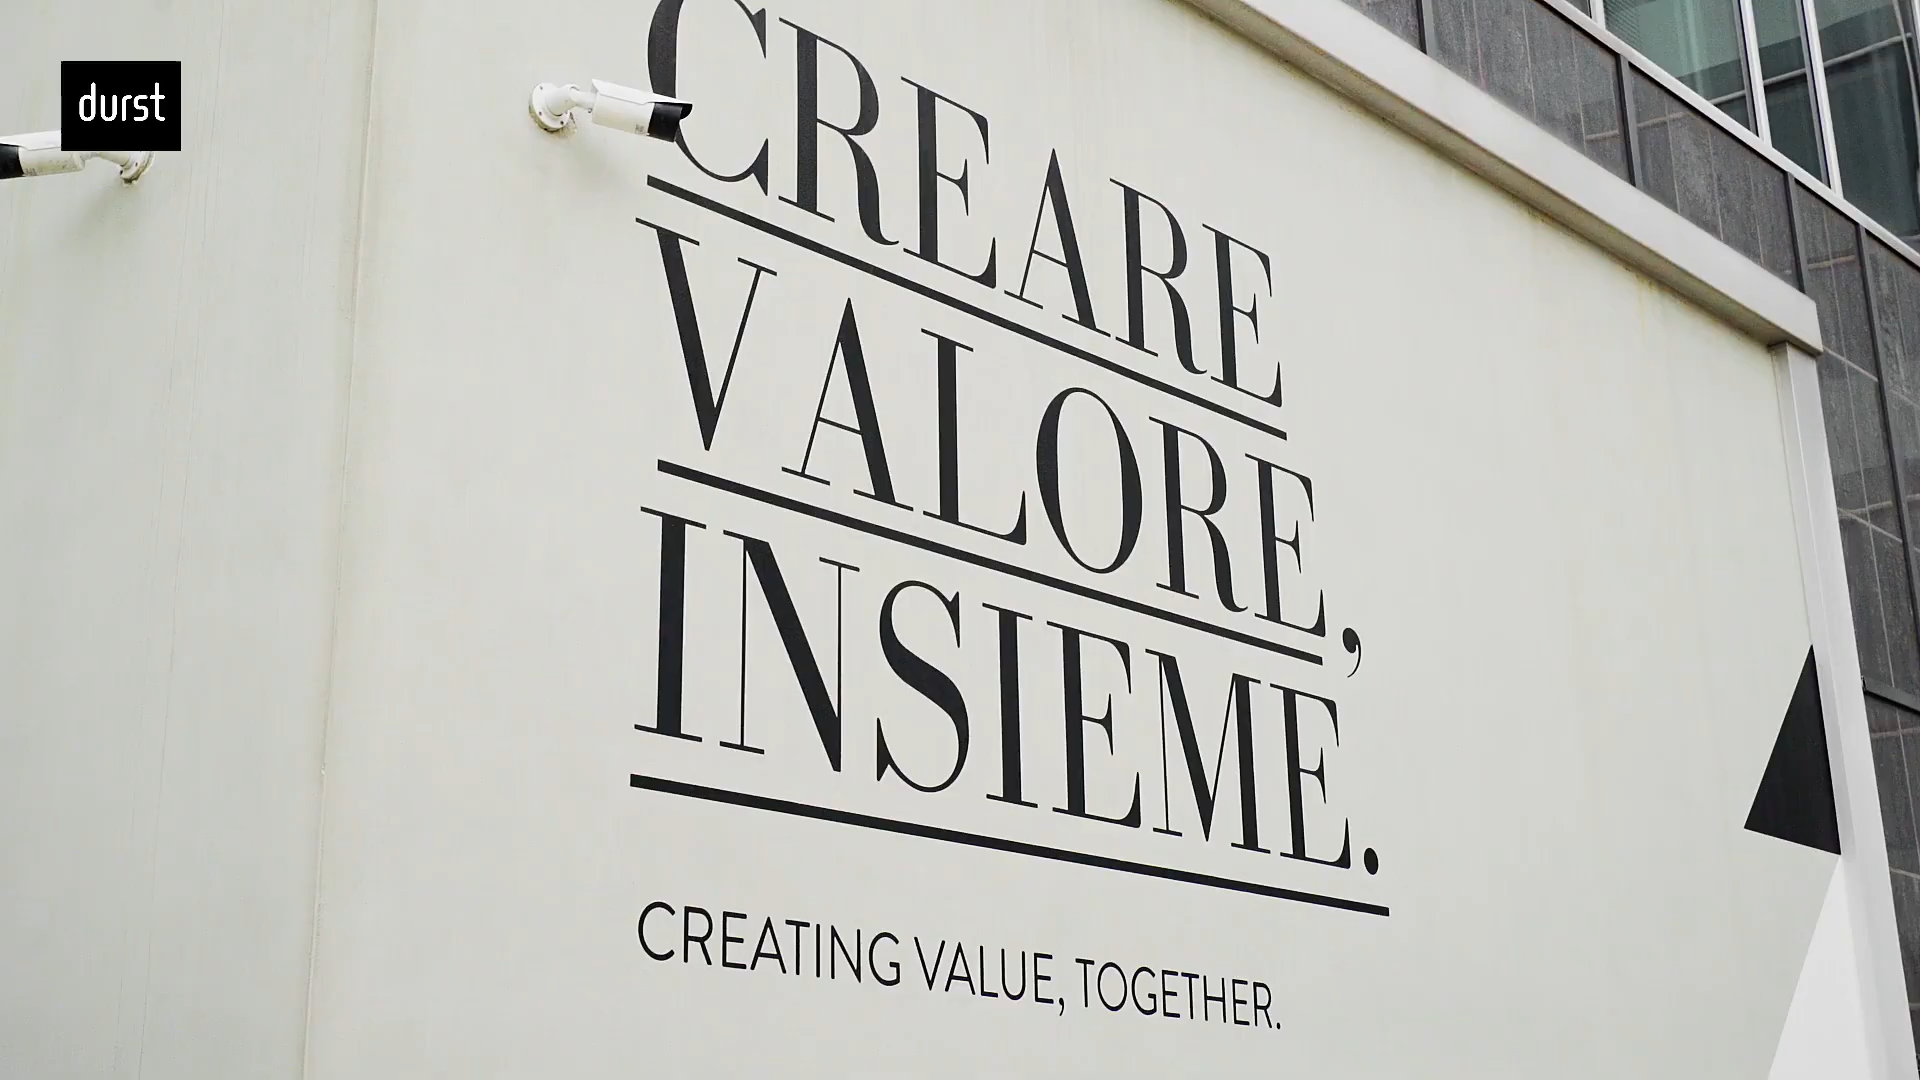 durst
CREARE
VALORE,
INSIEME.
CREATING VALUE, TOGETHER.